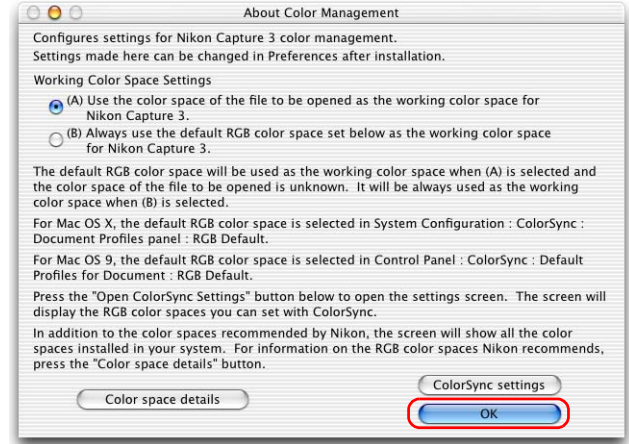 About Color Management
Configures settings for Nikon Capture 3 color management.
Settings made here can be changed in Preferences after installation.
Working Color Space Settings
(A) Use the color space of the file to be opened as the working color space for
Nikon Capture 3.
(B) Always use the default RGB color space set below as the working color space
for Nikon Capture 3.
The default RGB color space will be used as the working color space when (A) is selected and
the color space of the file to be opened is unknown. It will be always used as the working
color space when (B) is selected.
For Mac OS X, the default RGB color space is selected in System Configuration : ColorSync :
Document Profiles panel : RGB Default.
For Mac OS 9, the default RGB color space is selected in Control Panel : ColorSync : Default
Profiles for Document : RGB Default.
Press the "Open ColorSync Settings" button below to open the settings screen. The screen will
display the RGB color spaces you can set with ColorSync.
In addition to the color spaces recommended by Nikon, the screen will show all the color
spaces installed in your system. For information on the RGB color spaces Nikon recommends,
press the "Color space details" button.
ColorSync settings
Color space details
OK